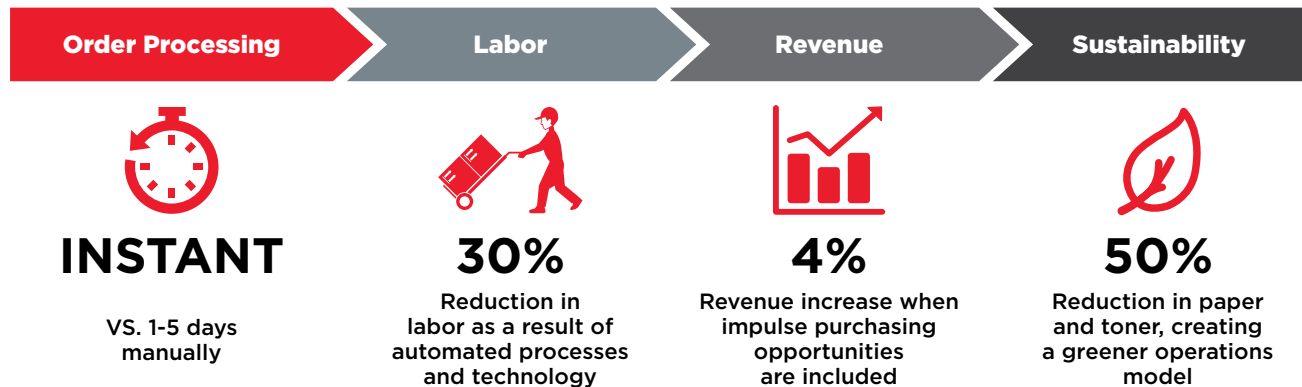 Order Processing
Labor
Revenue
Sustainability
INSTANT
VS. 1-5 days
manually
30%
Reduction in
labor as a result of
automated processes
and technology
4%
Revenue increase when
impulse purchasing
opportunities
are included
50%
Reduction in paper
and toner, creating
a greener operations
model